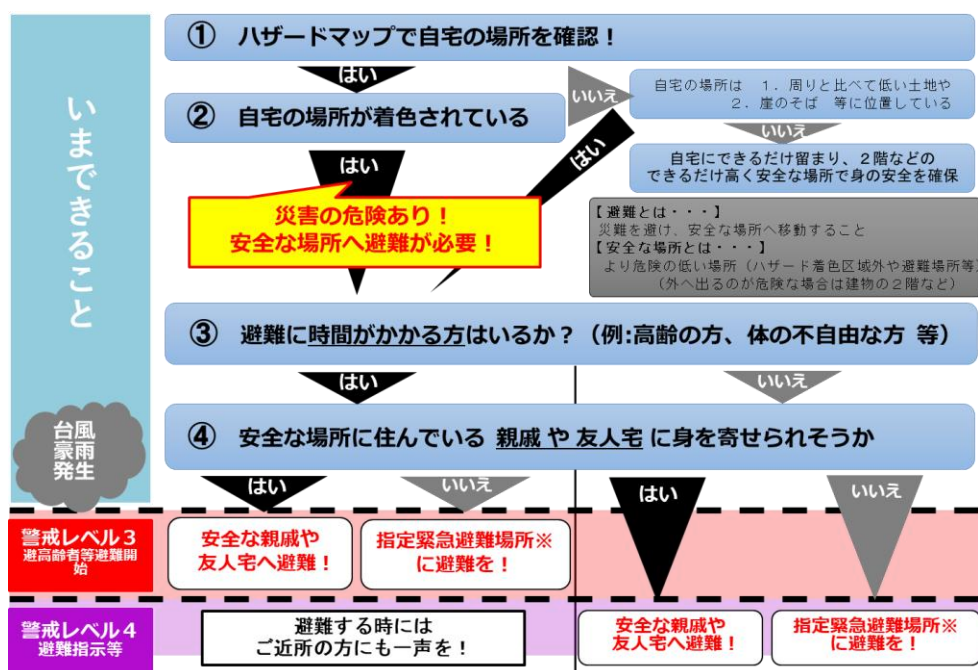 いまできること
① ハザードマップで自宅の場所を確認！
はい
② 自宅の場所が着色されている
いいえ
自宅の場所は １．周りと比べて低い土地や
２．崖のそば 等に位置している
はい
はい
いいえ
自宅にできるだけ留まり、２階などの
できるだけ高く安全な場所で身の安全を確保
災害の危険あり！
安全な場所へ避難が必要！
【避難とは・・・】
災難を避け、安全な場所へ移動すること
【安全な場所とは・・・】
より危険の低い場所（ハザード着色区域外や避難場所等）
（外へ出るのが危険な場合は建物の２階など）
③ 避難に時間がかかる方はいるか？（例:高齢の方、体の不自由な方 等）
はい
いいえ
台風
豪雨
発生
④ 安全な場所に住んでいる 親戚 や 友人宅 に身を寄せられそうか
はい
いいえ
はい
いいえ
警戒レベル３
避高齢者等避難開
始
安全な親戚や
友人宅へ避難！
指定緊急避難場所※
に避難を！
警戒レベル４
避難指示等
避難する時には
ご近所の方にも一声を！
安全な親戚や
友人宅へ避難！
指定緊急避難場所※
に避難を！